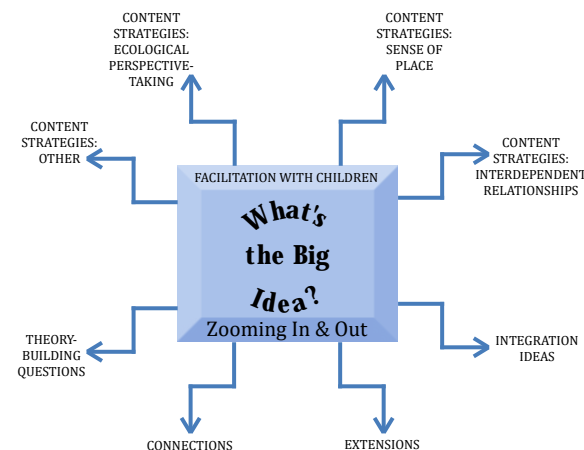 CONTENT
STRATEGIES:
ECOLOGICAL
PERSPECTIVE-
TAKING
CONTENT
STRATEGIES:
SENSE OF
PLACE
CONTENT
STRATEGIES:
OTHER
CONTENT
STRATEGIES:
INTERDEPENDENT
RELATIONSHIPS
FACILITATION WITH CHILDREN
What's
the Big
Idea?
Zooming In & Out
THEORY-
BUILDING
QUESTIONS
INTEGRATION
IDEAS
CONNECTIONS
EXTENSIONS